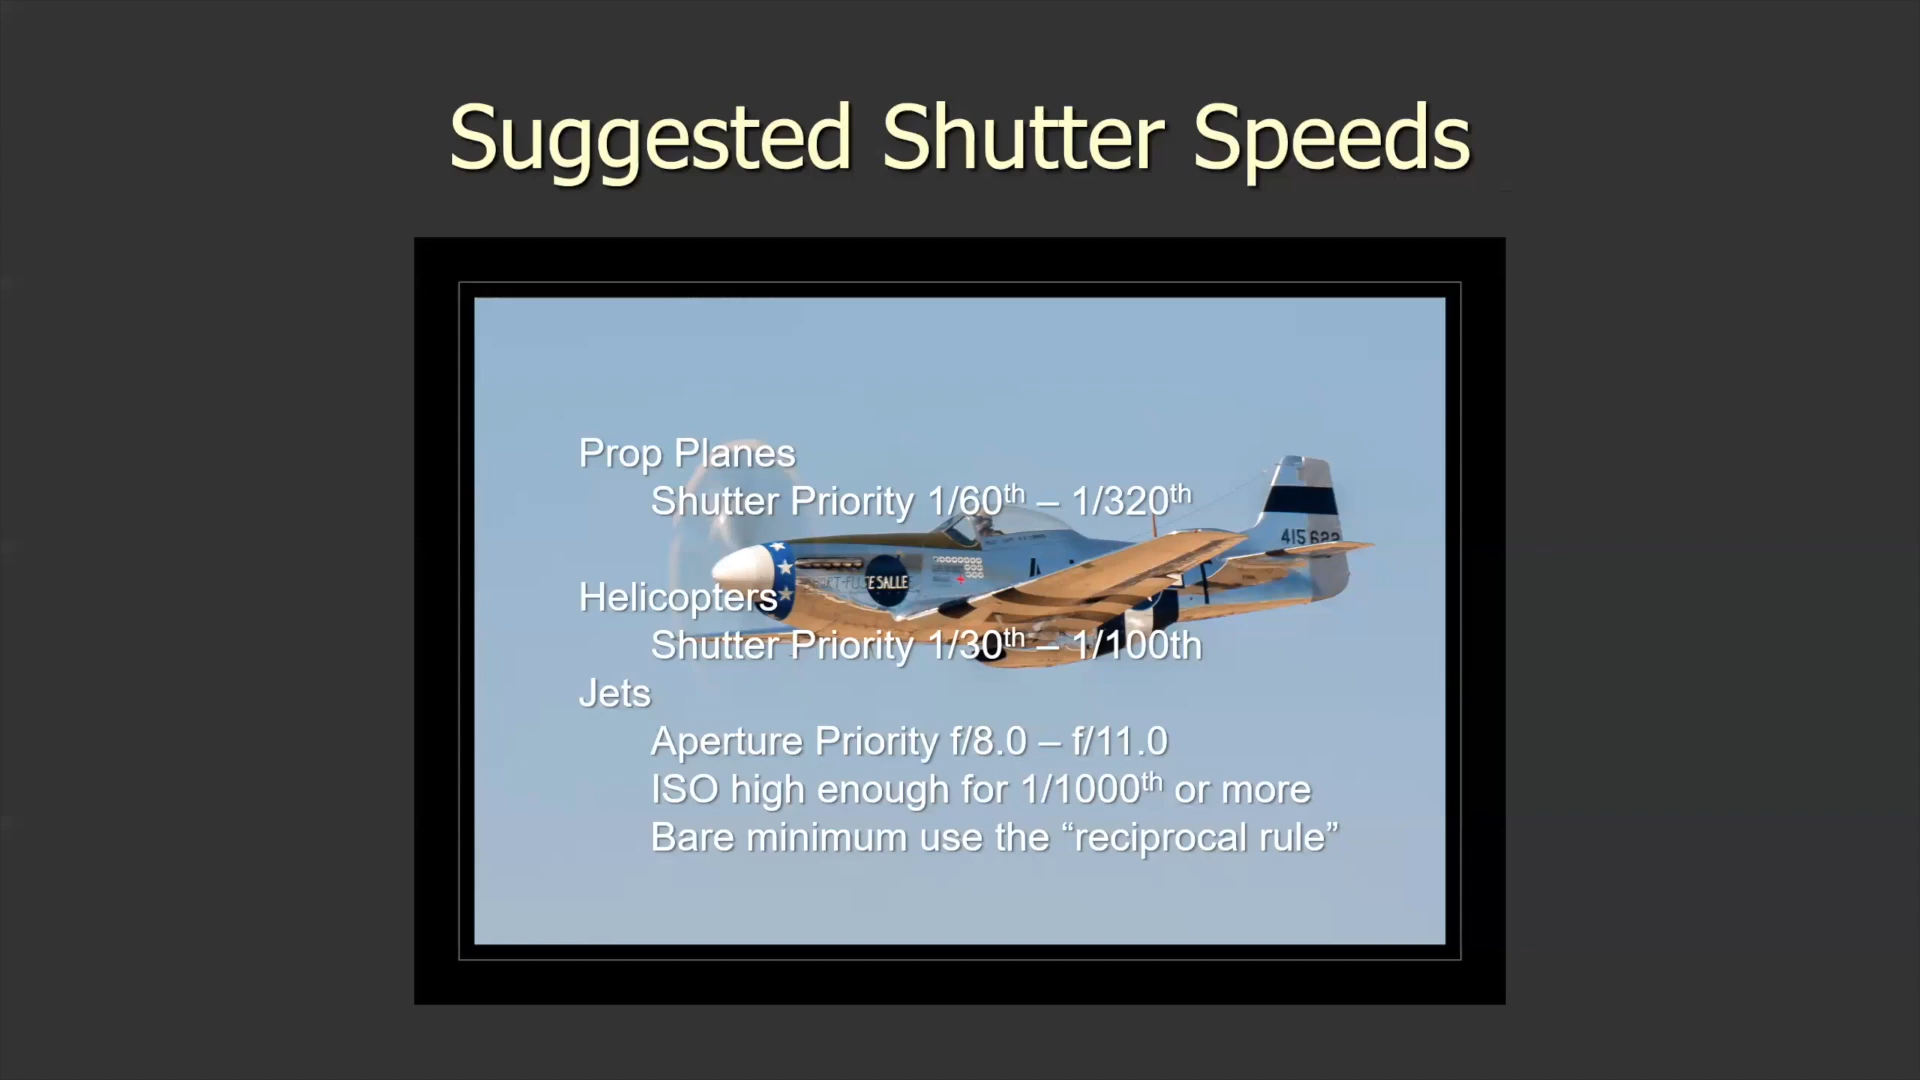 Suggested Shutter Speeds
Prop Planes
Shutter Priority 1/60th – 1/320th
415622
ESALLE
Helicopters
Shutter Priority 1/30th – 1/100th
Jets
Aperture Priority f/8.0 – f/11.0
ISO high enough for 1/1000th or more
Bare minimum use the “reciprocal rule”